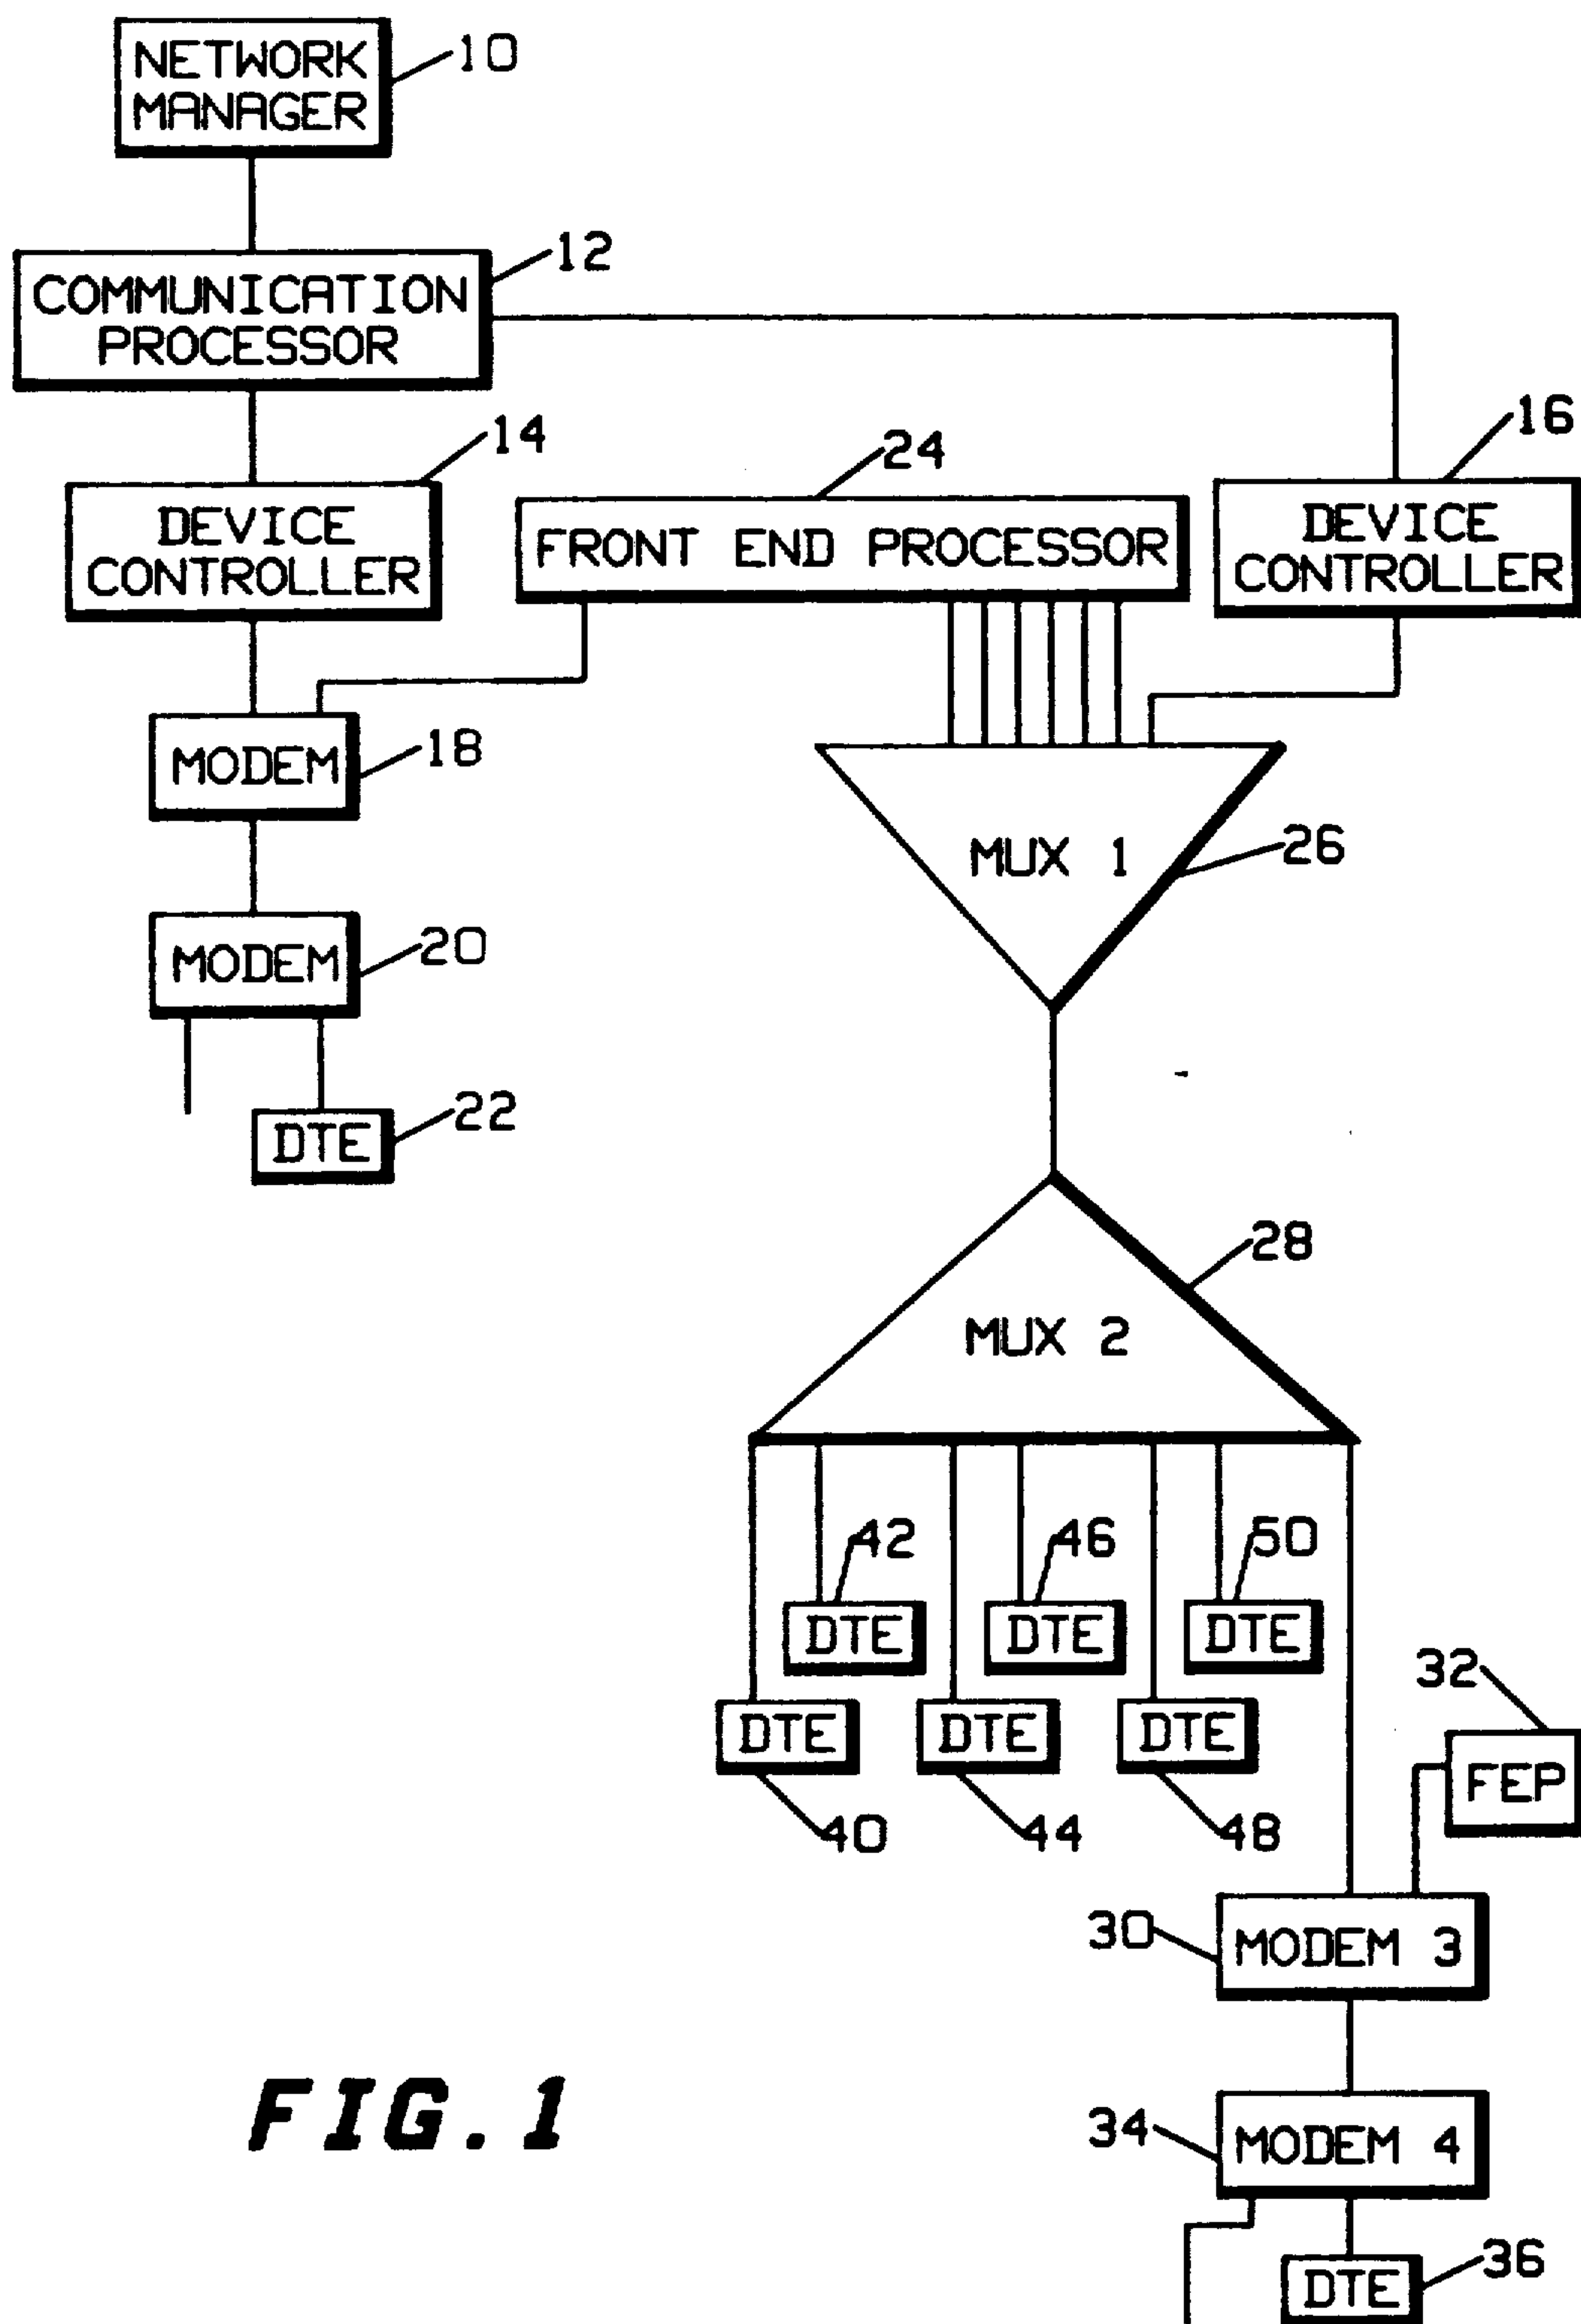 NETWORK
MANAGER
10
COMMUNICATION
PROCESSOR
12
DEVICE
CONTROLLER
14
FRONT END PROCESSOR
24
DEVICE
CONTROLLER
16
MODEM
18
MUX 1
26
MODEM
20
DTE
22
MUX 2
28
42
46
50
DTE
DTE
DTE
DTE
DTE
DTE
40
44
48
32
FEP
30
MODEM 3
34
MODEM 4
DTE
36
FIG. 1